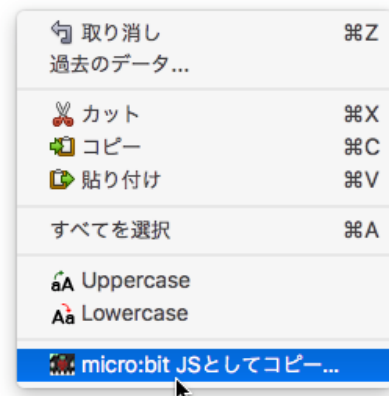 取り消し ⌘Z
過去のデータ...
カット ⌘X
コピー ⌘C
貼り付け ⌘V
すべてを選択 ⌘A
aA Uppercase
Aa Lowercase
micro:bit JSとしてコピー...